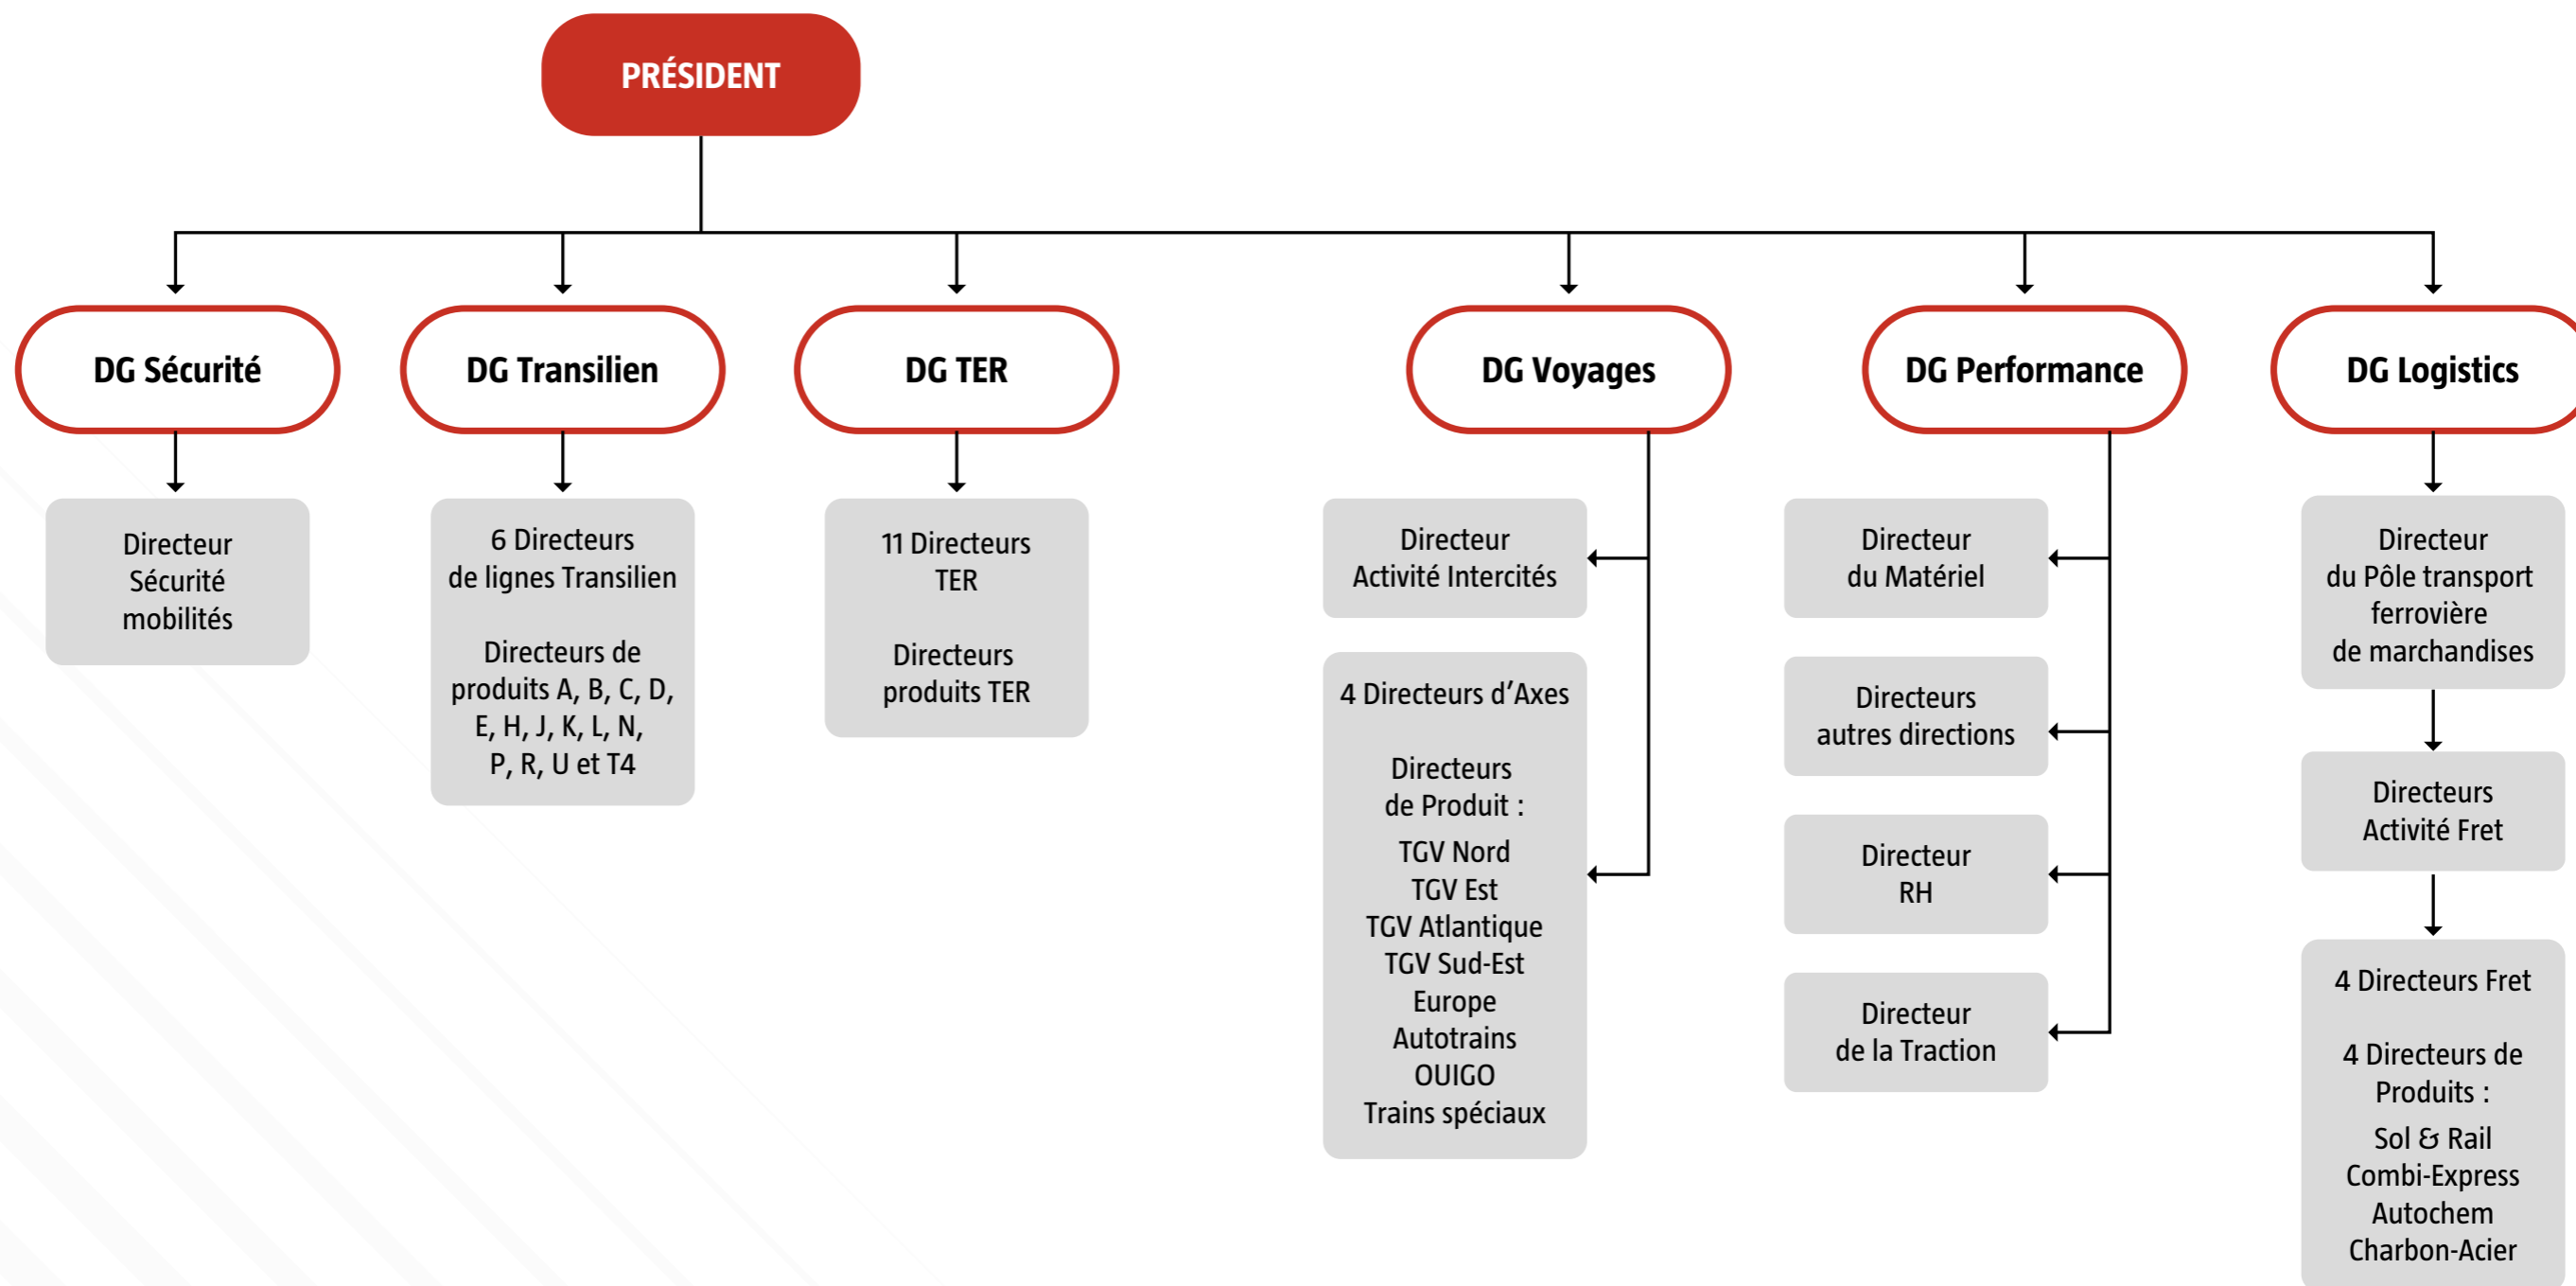 PRÉSIDENT
DG Sécurité
DG Transilien
DG TER
DG Voyages
DG Performance
DG Logistics
Directeur
Sécurité
mobilités
6 Directeurs
de lignes Transilien
Directeurs de
produits A, B, C, D,
E, H, J, K, L, N,
P, R, U et T4
11 Directeurs
TER
Directeurs
produits TER
Directeur
Activité Intercités
4 Directeurs d’Axes
Directeurs
de Produit :
TGV Nord
TGV Est
TGV Atlantique
TGV Sud-Est
Europe
Autotrains
OUIGO
Trains spéciaux
Directeur
du Matériel
Directeurs
autres directions
Directeur
RH
Directeur
de la Traction
Directeur
du Pôle transport
ferrovière
de marchandises
Directeurs
Activité Fret
4 Directeurs Fret
4 Directeurs de
Produits :
Sol & Rail
Combi-Express
Autochem
Charbon-Acier